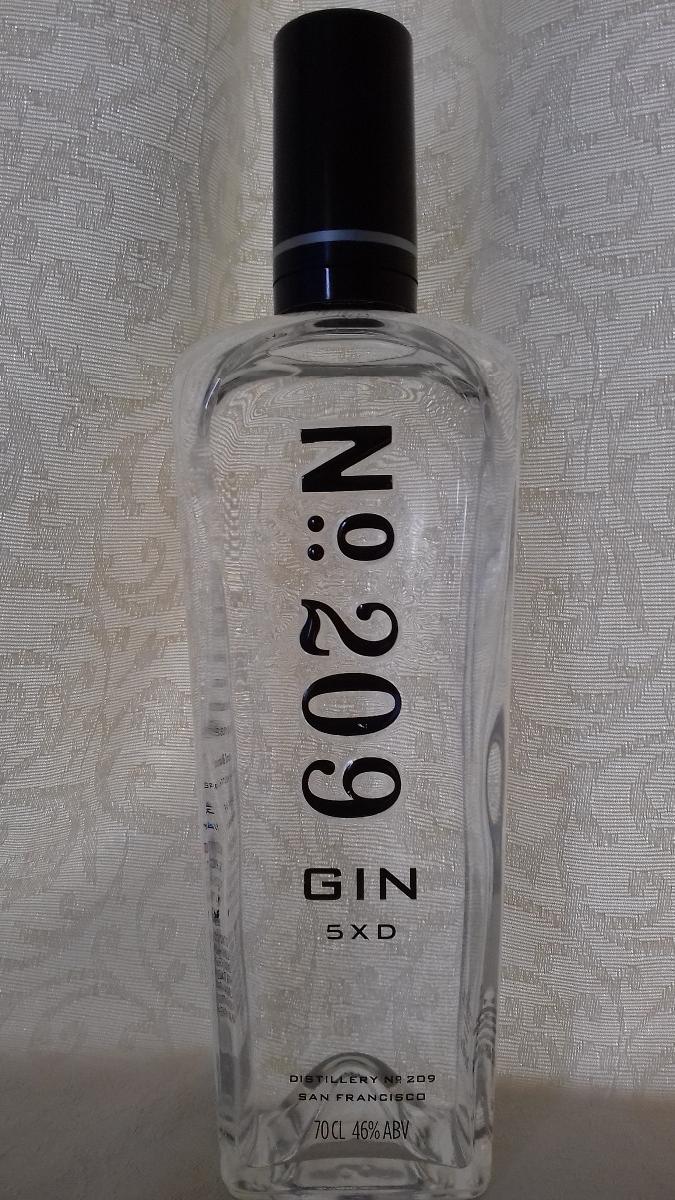 Nº 209
GIN
5XD
DISTILLERY Nº 209
SAN FRANCISCO
70 CL 46% ABV